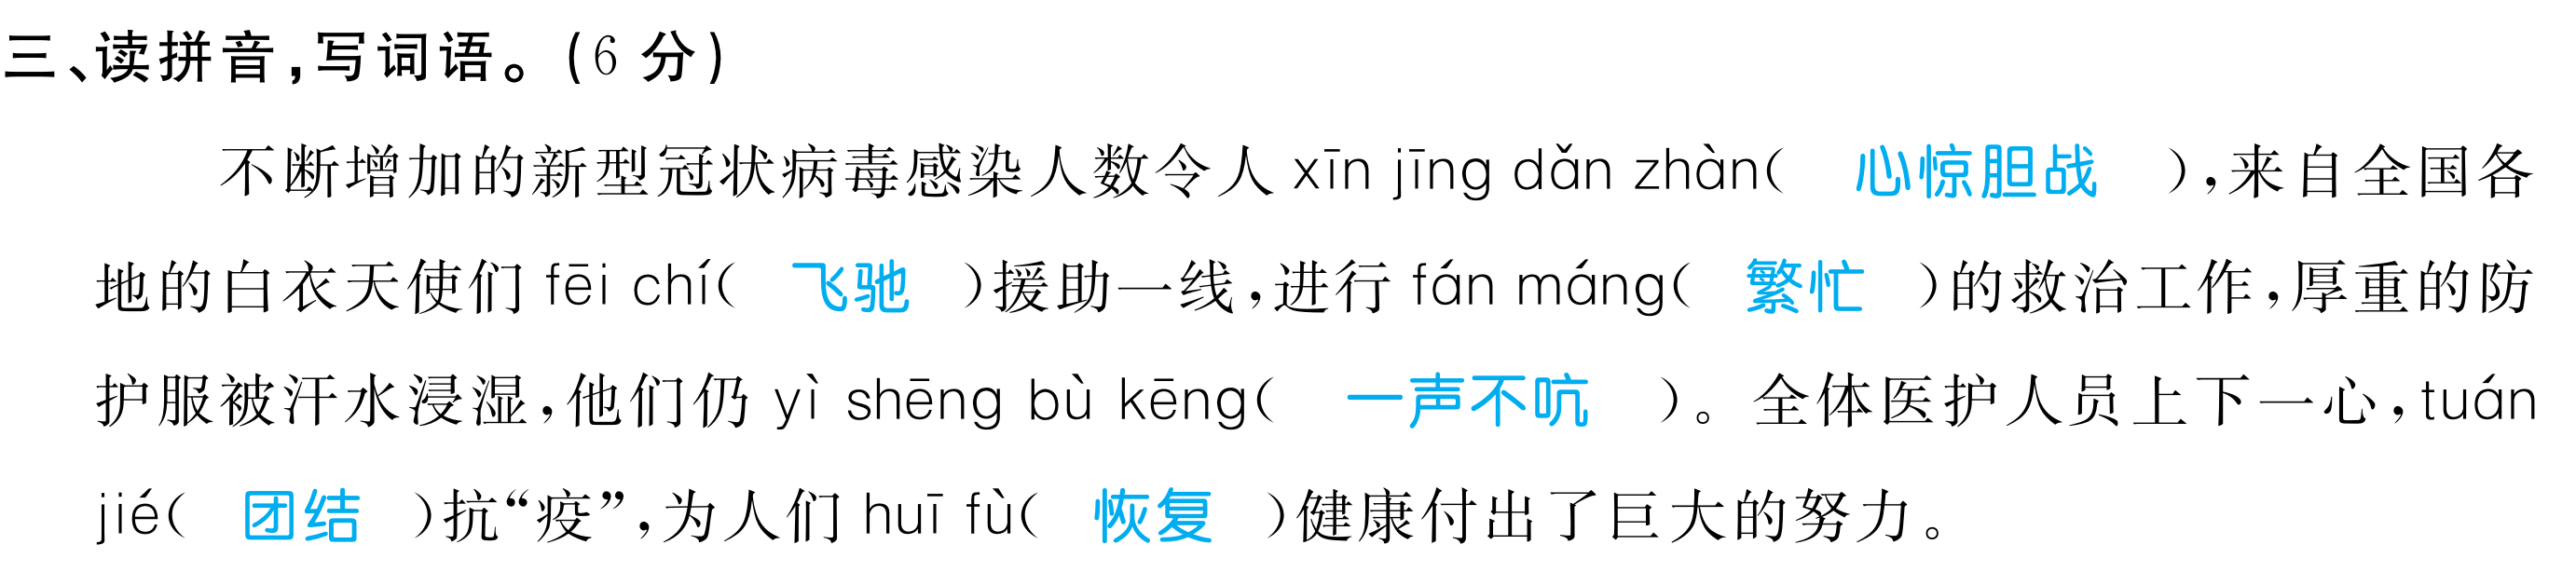 三、读拼音,写词语。(6 分)
不断增加的新型冠状病毒感染人数令人 xīn jīng dǎn zhàn( 心惊胆战 ),来自全国各
地的白衣天使们 fēi chí( 飞驰 )援助一线,进行 fán máng( 繁忙 )的救治工作,厚重的防
护服被汗水浸湿,他们仍 yì shēng bù kēng( 一声不吭 )。全体医护人员上下一心,tuán
jié( 团结 )抗“疫”,为人们 huī fù( 恢复 )健康付出了巨大的努力。